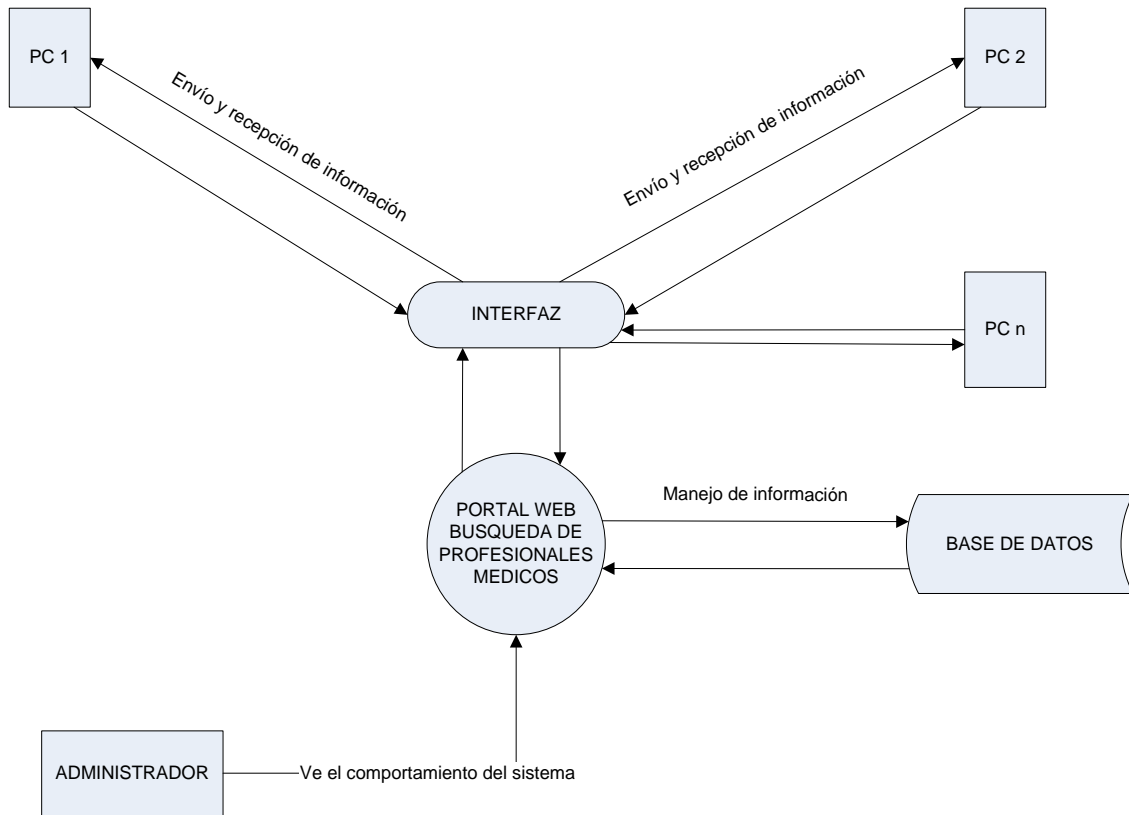 PC 1
PC 2
Envío y recepción de información
Envío y recepción de información
INTERFAZ
PC n
PORTAL WEB
BUSQUEDA DE
PROFESIONALES
MEDICOS
Manejo de información
BASE DE DATOS
ADMINISTRADOR
Ve el comportamiento del sistema